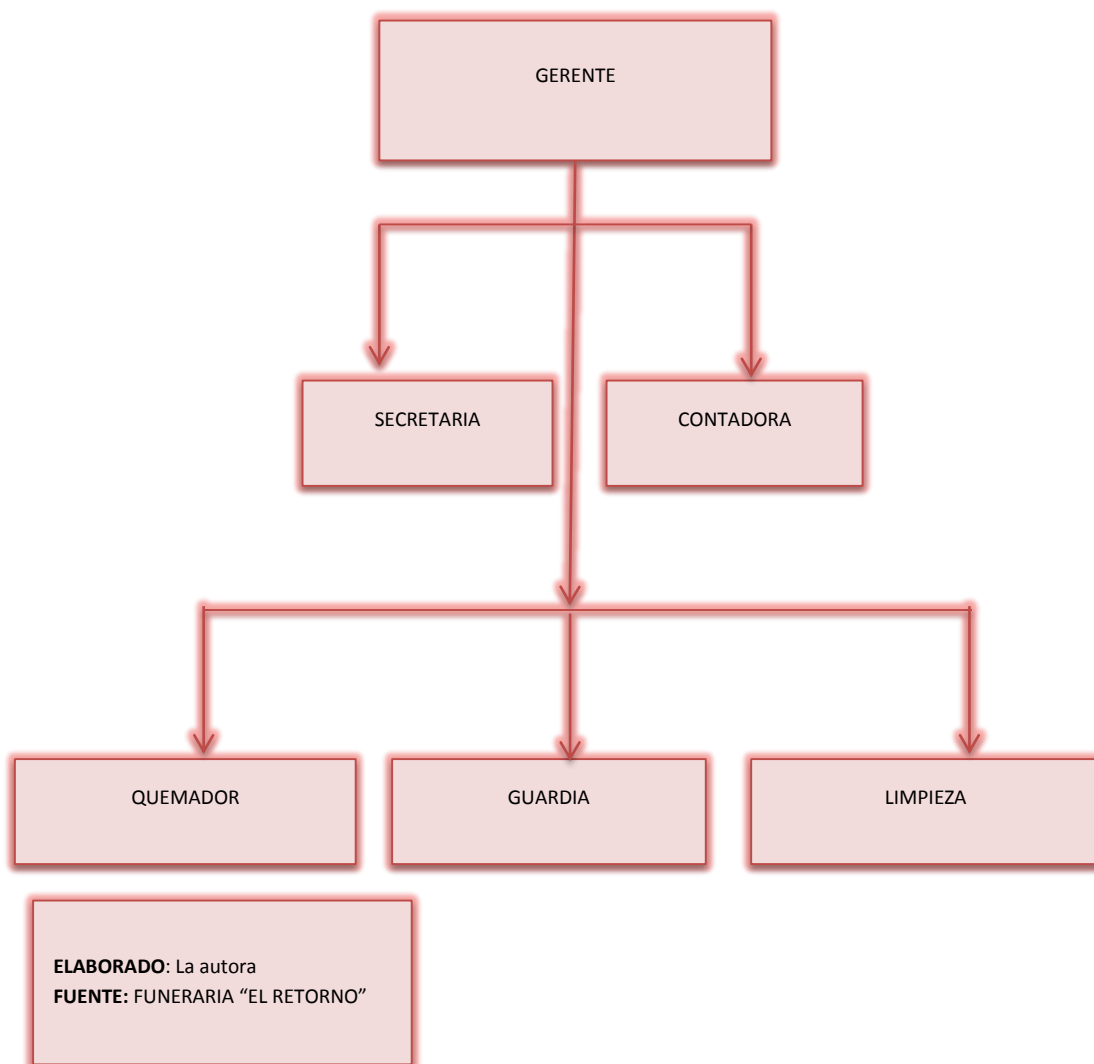 GERENTE
SECRETARIA
CONTADORA
QUEMADOR
GUARDIA
LIMPIEZA
ELABORADO: La autora
FUENTE: FUNERARIA “EL RETORNO”